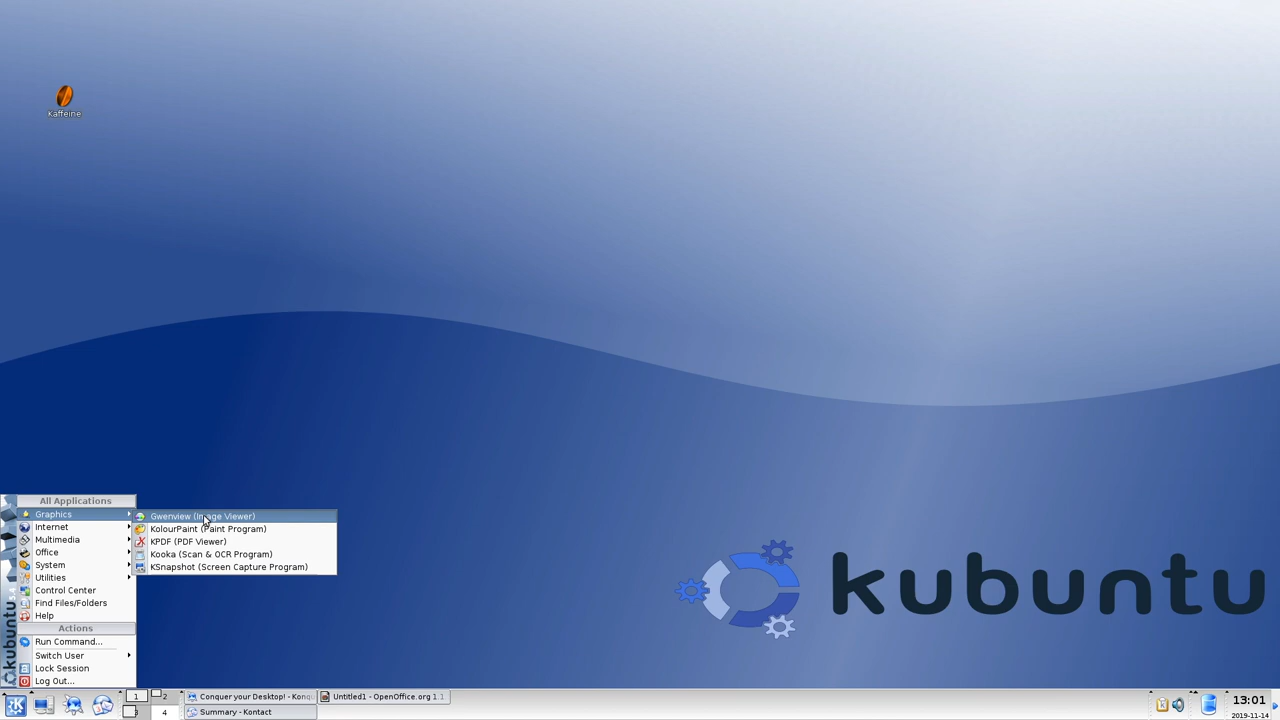 Kaffeine
kubuntu
All Applications
Graphics
Internet
Multimedia
Office
System
Utilities
Control Center
Find Files/Folders
Help
Actions
Run Command...
Switch User
Lock Session
Log Out...
kubuntu
Gwenview (Image Viewer)
KolourPaint (Paint Program)
KPDF (PDF Viewer)
Kooka (Scan & OCR Program)
KSnapshot (Screen Capture Program)
1
2
3
4
Conquer your Desktop! - Konqu
Untitled1 - OpenOffice.org 1.1
Summary - Kontact
13:01
2019-11-14